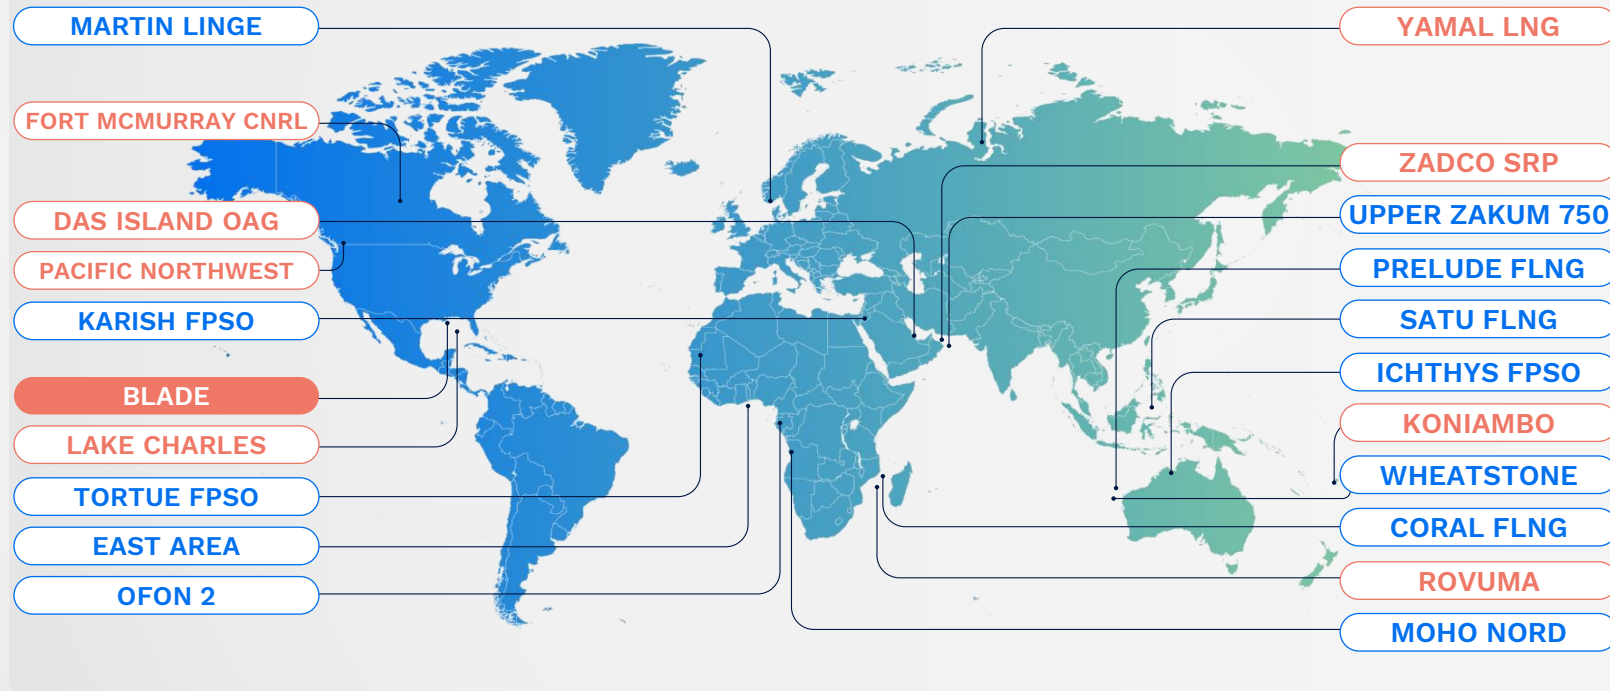 MARTIN LINGE
FORT MCMURRAY CNRL
DAS ISLAND OAG
PACIFIC NORTHWEST
KARISH FPSO
BLADE
LAKE CHARLES
TORTUE FPSO
EAST AREA
OFON 2
YAMAL LNG
ZADCO SRP
UPPER ZAKUM 750
PRELUDE FLNG
SATU FLNG
ICHTHYS FPSO
KONIAMBO
WHEATSTONE
CORAL FLNG
ROVUMA
MOHO NORD